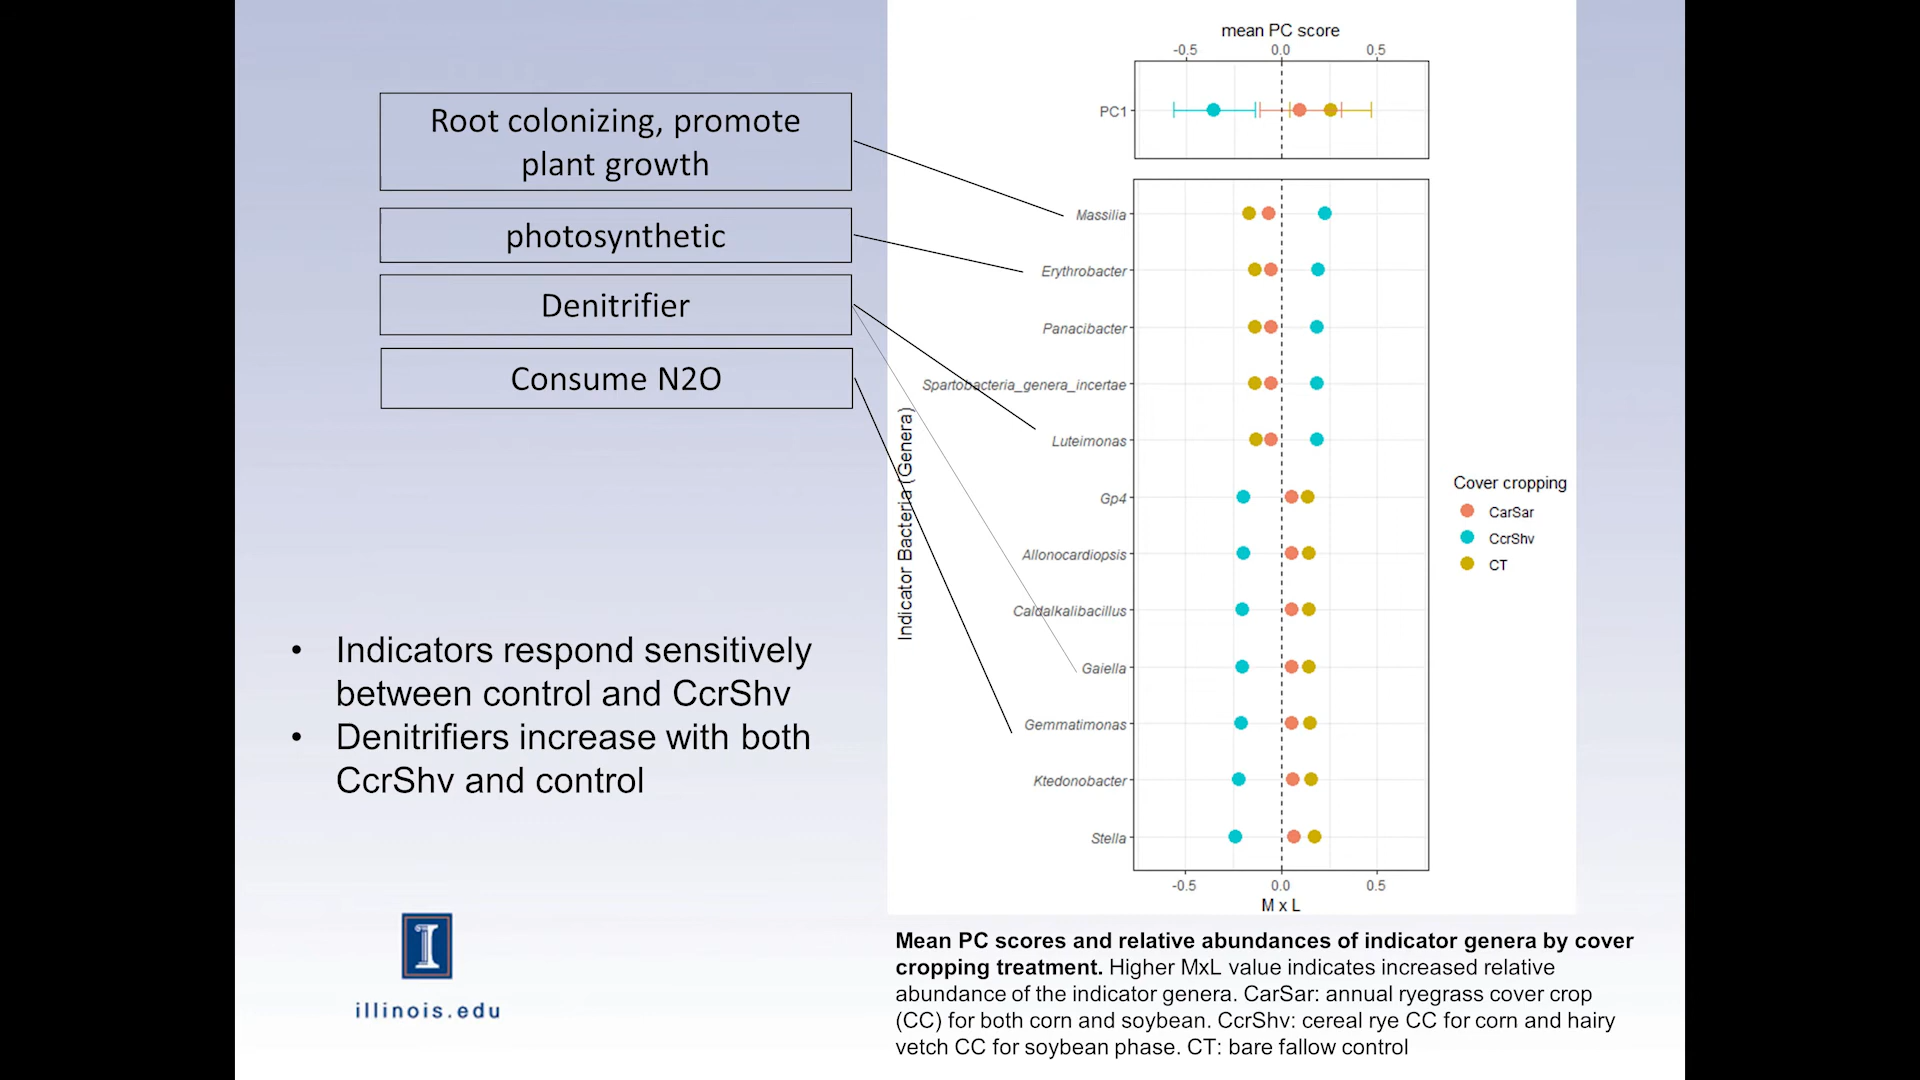 Root colonizing, promote
plant growth
photosynthetic
Denitrifier
Consume N2O
• Indicators respond sensitively
between control and CcrShv
• Denitrifiers increase with both
CcrShv and control
illinois.edu
mean PC score
-0.5 0.0 0.5
PC1
Indicator Bacteria (Genera)
Massilia
Erythrobacter
Panacibacter
Spartobacteria_genera_incertae
Luteimonas
Gp4
Allonocardiopsis
Caldalkalibacillus
Gaiella
Gemmatimonas
Ktedonobacter
Stella
-0.5 0.0 0.5
M x L
Cover cropping
CarSar
CcrShv
CT
Mean PC scores and relative abundances of indicator genera by cover
cropping treatment. Higher MxL value indicates increased relative
abundance of the indicator genera. CarSar: annual ryegrass cover crop
(CC) for both corn and soybean. CcrShv: cereal rye CC for corn and hairy
vetch CC for soybean phase. CT: bare fallow control